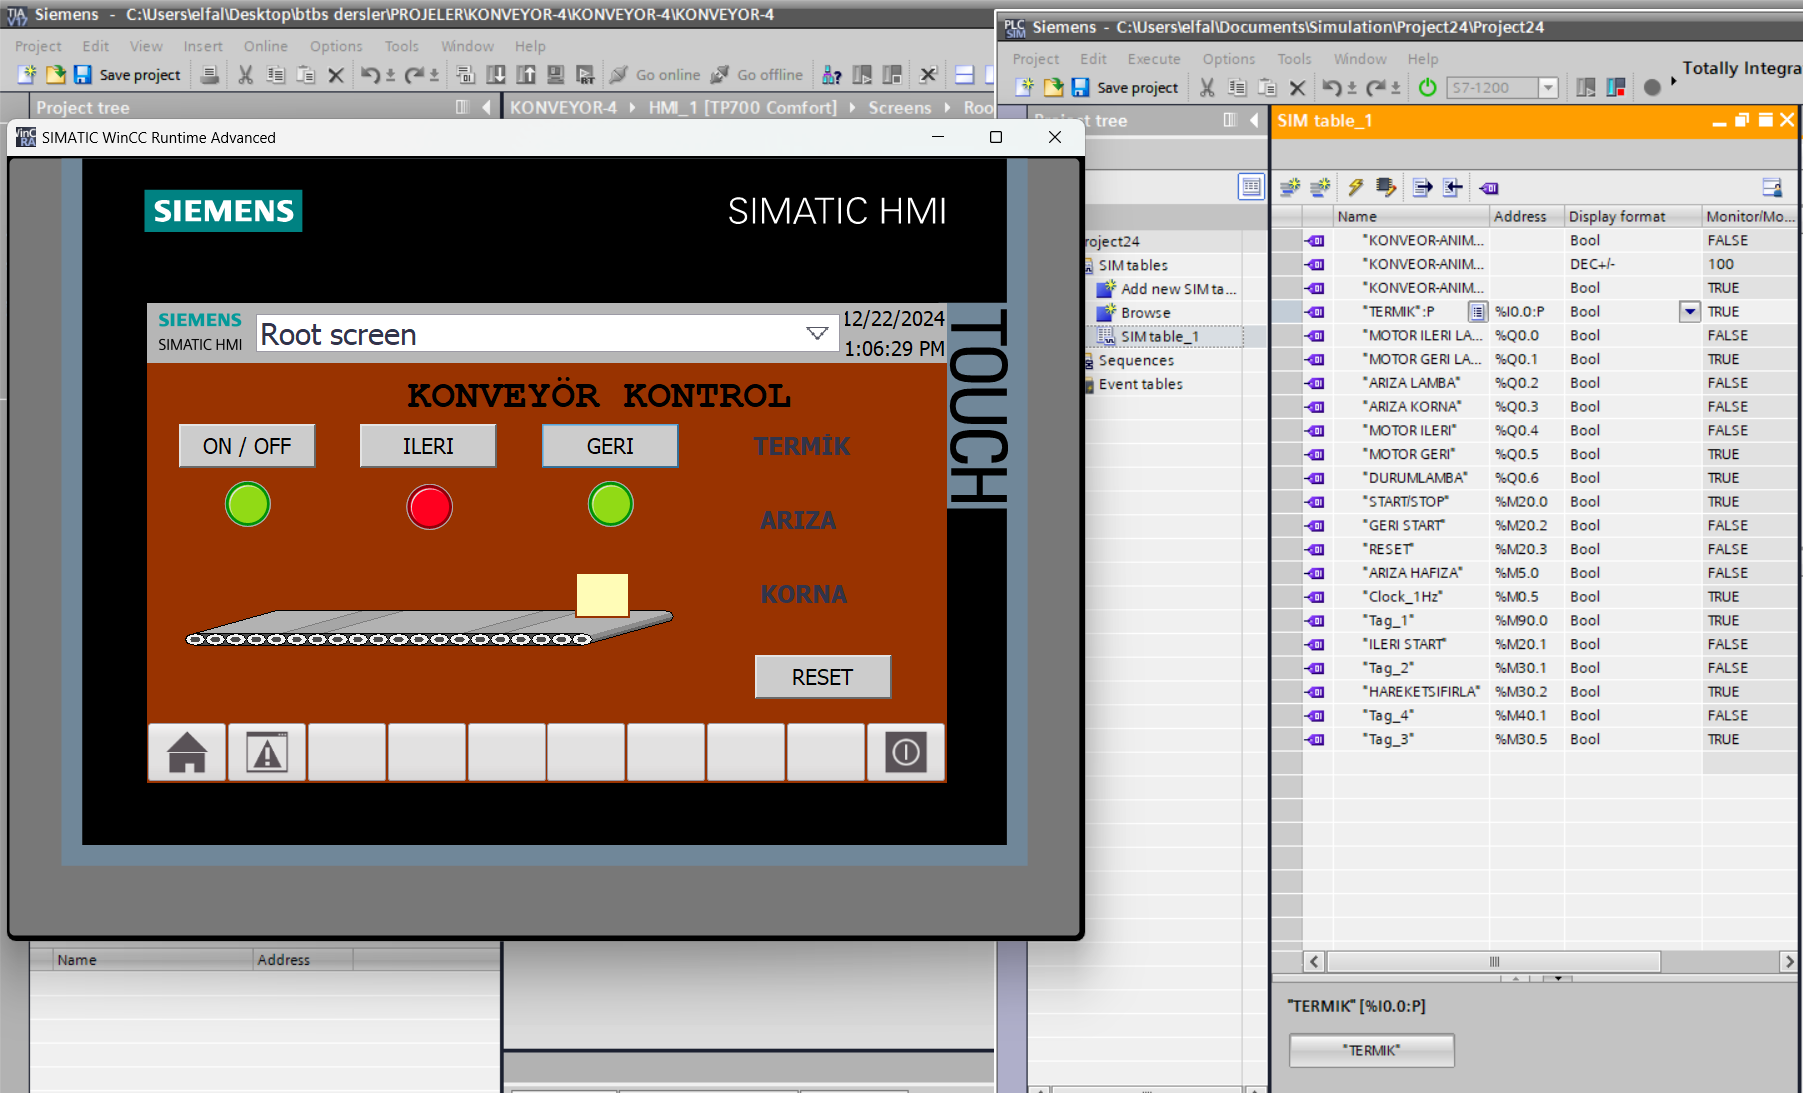 Siemens - C:\Users\elfal\Desktop\btbs dersler\PROJELER\KONVEYOR-4\KONVEYOR-4\KONVEYOR-4
Project Edit View Insert Online Options Tools Window Help
Save project Go online Go offline
Project tree
KONVEYOR-4 HMI_1 [TP700 Comfort] Screens Roo
SIMATIC WinCC Runtime Advanced
SIEMENS
SIMATIC HMI
TOUCH
SIEMENS
SIMATIC HMI
Root screen
12/22/2024
1:06:29 PM
KONVEYÖR KONTROL
ON / OFF ILERI GERI TERMİK
ARIZA
KORNA
RESET
Name Address
Siemens - C:\Users\elfal\Documents\Simulation\Project24\Project24
Project Edit Execute Options Tools Window Help
Save project S7-1200
Totally Integra
tree
roject24
SIM tables
Add new SIM ta...
Browse
SIM table_1
Sequences
Event tables
SIM table_1
Name Address Display format Monitor/Mo...
"KONVEOR-ANIM... Bool FALSE
"KONVEOR-ANIM... DEC+/- 100
"KONVEOR-ANIM... Bool TRUE
"TERMIK":P %I0.0:P Bool TRUE
"MOTOR ILERI LA... %Q0.0 Bool FALSE
"MOTOR GERI LA... %Q0.1 Bool TRUE
"ARIZA LAMBA" %Q0.2 Bool FALSE
"ARIZA KORNA" %Q0.3 Bool FALSE
"MOTOR ILERI" %Q0.4 Bool FALSE
"MOTOR GERI" %Q0.5 Bool TRUE
"DURUMLAMBA" %Q0.6 Bool TRUE
"START/STOP" %M20.0 Bool TRUE
"GERI START" %M20.2 Bool FALSE
"RESET" %M20.3 Bool FALSE
"ARIZA HAFIZA" %M5.0 Bool FALSE
"Clock_1Hz" %M0.5 Bool TRUE
"Tag_1" %M90.0 Bool TRUE
"ILERI START" %M20.1 Bool FALSE
"Tag_2" %M30.1 Bool FALSE
"HAREKETSIFIRLA" %M30.2 Bool TRUE
"Tag_4" %M40.1 Bool FALSE
"Tag_3" %M30.5 Bool TRUE
"TERMIK" [%I0.0:P]
"TERMIK"